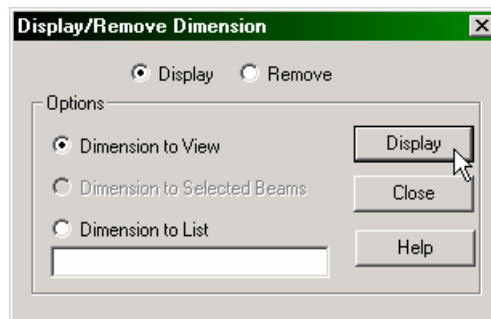 Display/Remove Dimension
Display Remove
Options
Dimension to View
Display
Dimension to Selected Beams
Close
Dimension to List
Help